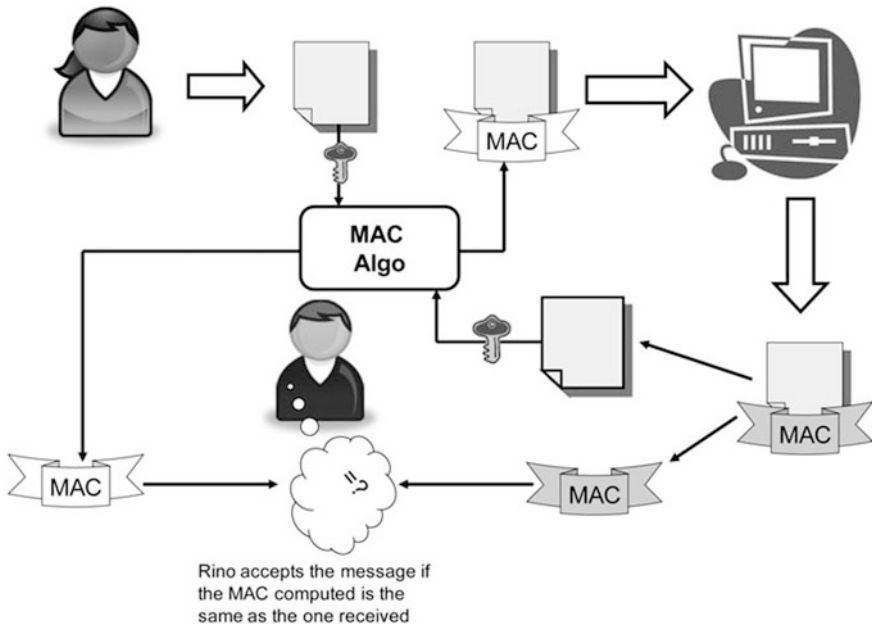 MAC
MAC
Algo
MAC
MAC
MAC
=?
Rino accepts the message if
the MAC computed is the
same as the one received